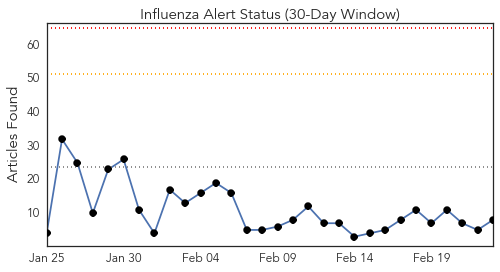 Influenza Alert Status (30-Day Window)
Articles Found
60
50
40
30
20
10
Jan 25
Jan 30
Feb 04
Feb 09
Feb 14
Feb 19